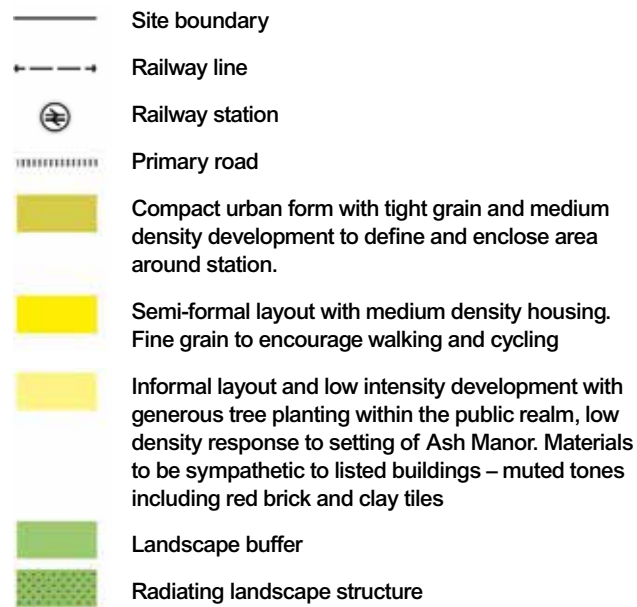 Site boundary
Railway line
Railway station
Primary road
Compact urban form with tight grain and medium
density development to define and enclose area
around station.
Semi-formal layout with medium density housing.
Fine grain to encourage walking and cycling
Informal layout and low intensity development with
generous tree planting within the public realm, low
density response to setting of Ash Manor. Materials
to be sympathetic to listed buildings – muted tones
including red brick and clay tiles
Landscape buffer
Radiating landscape structure